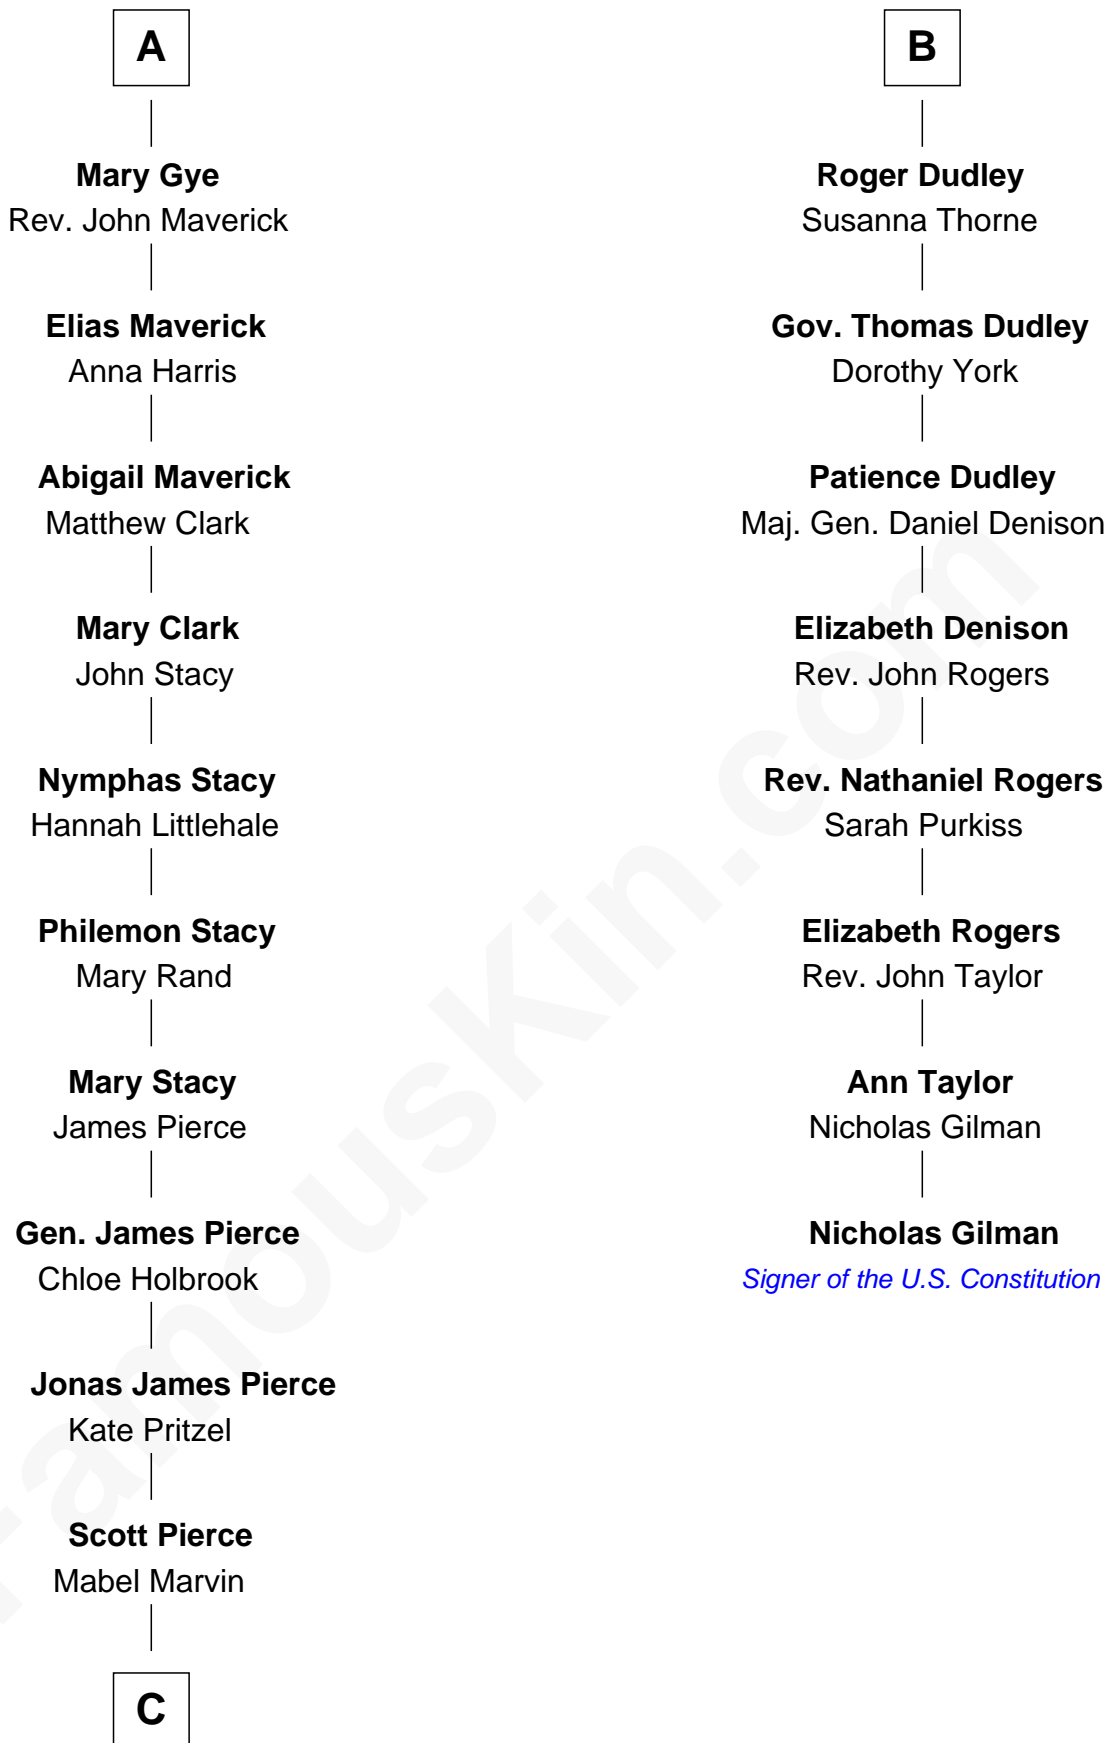 A
Mary Gye
Rev. John Maverick
Elias Maverick
Anna Harris
Abigail Maverick
Matthew Clark
Mary Clark
John Stacy
Nymphas Stacy
Hannah Littlehale
Philemon Stacy
Mary Rand
Mary Stacy
James Pierce
Gen. James Pierce
Chloe Holbrook
Jonas James Pierce
Kate Pritzel
Scott Pierce
Mabel Marvin
C
B
Roger Dudley
Susanna Thorne
Gov. Thomas Dudley
Dorothy York
Patience Dudley
Maj. Gen. Daniel Denison
Elizabeth Denison
Rev. John Rogers
Rev. Nathaniel Rogers
Sarah Purkiss
Elizabeth Rogers
Rev. John Taylor
Ann Taylor
Nicholas Gilman
Nicholas Gilman
Signer of the U.S. Constitution
FamousKin.com